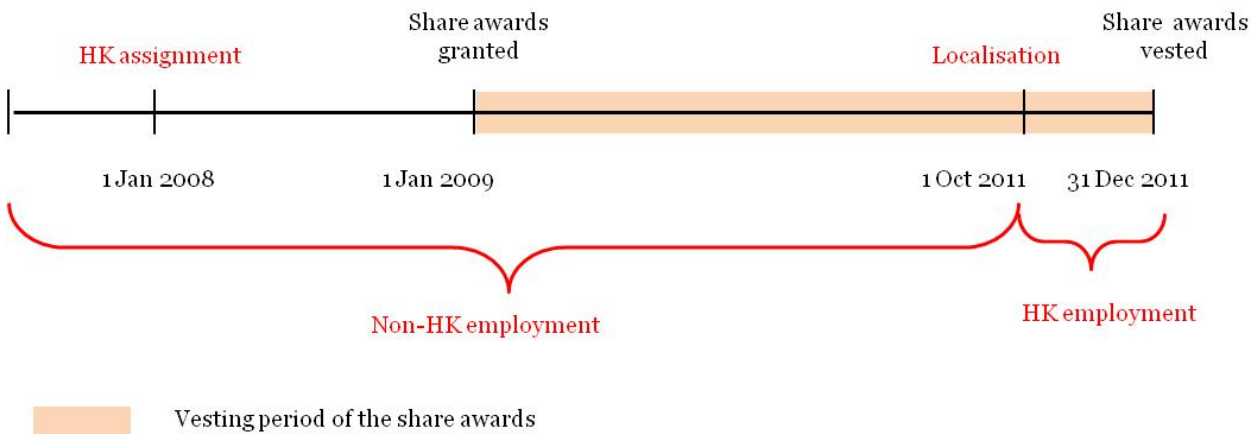 Share awards
granted
Share awards
vested
HK assignment
Localisation
1 Jan 2008
1 Jan 2009
1 Oct 2011
31 Dec 2011
Non-HK employment
HK employment
Vesting period of the share awards